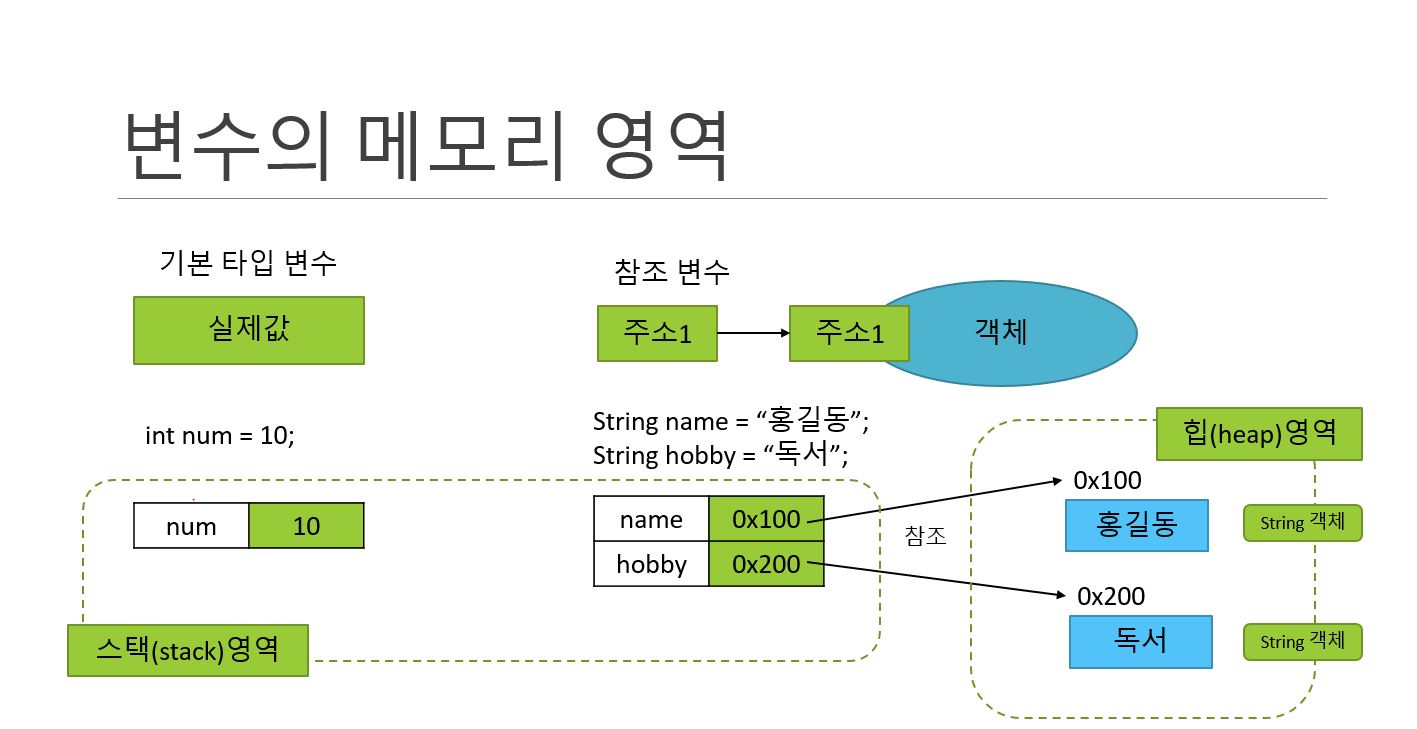 변수의 메모리 영역
기본 타입 변수
실제값
참조 변수
주소1
주소1
객체
int num = 10;
String name = “홍길동”;
String hobby = “독서”;
힙(heap)영역
num
10
name
0x100
hobby
0x200
참조
0x100
홍길동
String 객체
0x200
독서
String 객체
스택(stack)영역